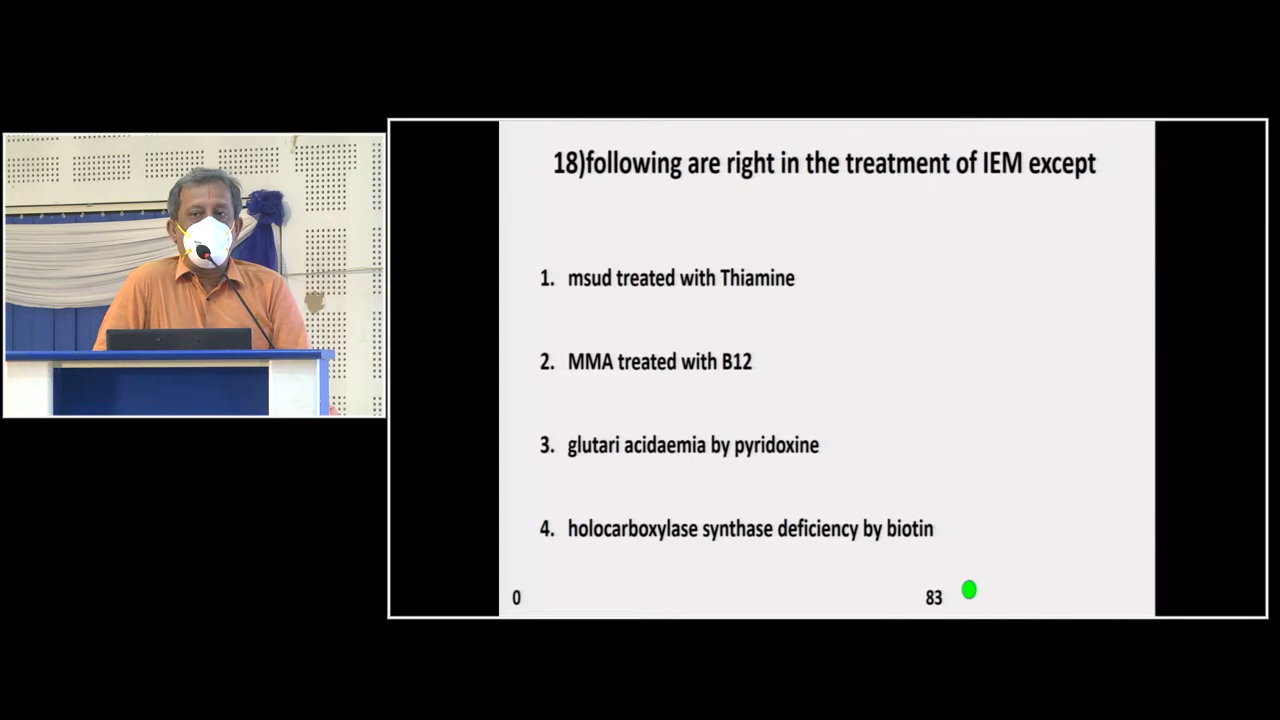 18)following are right in the treatment of IEM except
1. msud treated with Thiamine
2. MMA treated with B12
3. glutari acidaemia by pyridoxine
4. holocarboxylase synthase deficiency by biotin
0
83